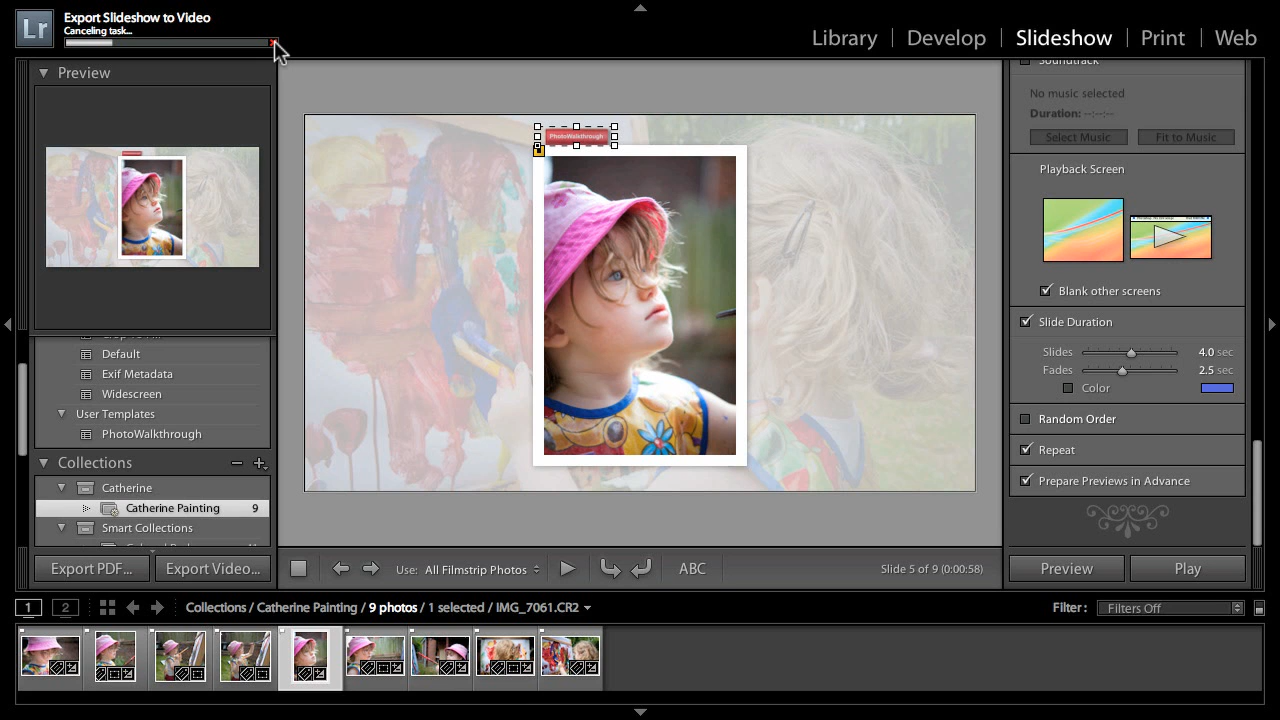 Lr
Export Slideshow to Video
Canceling task...
Library | Develop | Slideshow | Print | Web
Preview
Default
Exif Metadata
Widescreen
User Templates
PhotoWalkthrough
Collections
Catherine
Catherine Painting 9
Smart Collections
Export PDF...
Export Video...
PhotoWalkthrough
Use: All Filmstrip Photos
ABC
Slide 5 of 9 (0:00:58)
Soundtrack
No music selected
Duration: --:--:--
Select Music
Fit to Music
Playback Screen
Blank other screens
Slide Duration
Slides 4.0 sec
Fades 2.5 sec
Color
Random Order
Repeat
Prepare Previews in Advance
Preview
Play
1
2
Collections / Catherine Painting / 9 photos / 1 selected / IMG_7061.CR2
Filter :
Filters Off